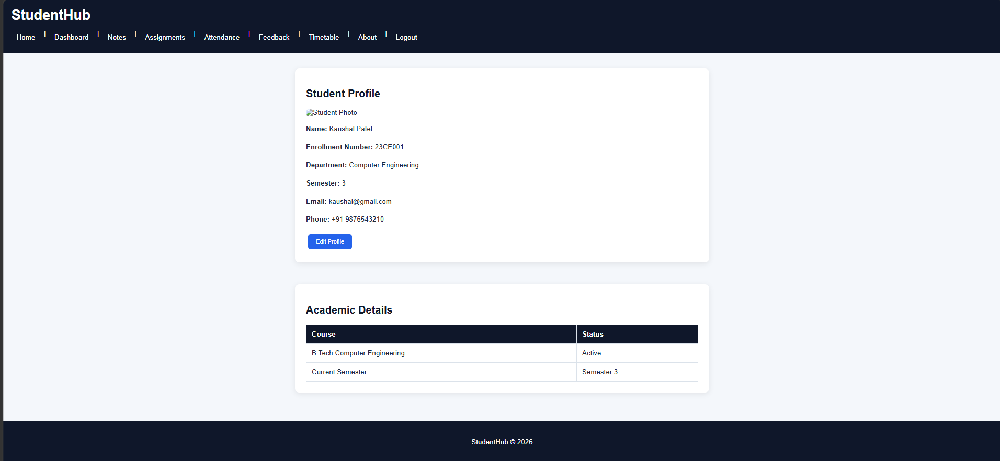 StudentHub
Home | Dashboard | Notes | Assignments | Attendance | Feedback | Timetable | About | Logout
Student Profile
Student Photo
Name: Kaushal Patel
Enrollment Number: 23CE001
Department: Computer Engineering
Semester: 3
Email: kaushal@gmail.com
Phone: +91 9876543210
Edit Profile
Academic Details
Course Status
B.Tech Computer Engineering Active
Current Semester Semester 3
StudentHub © 2026